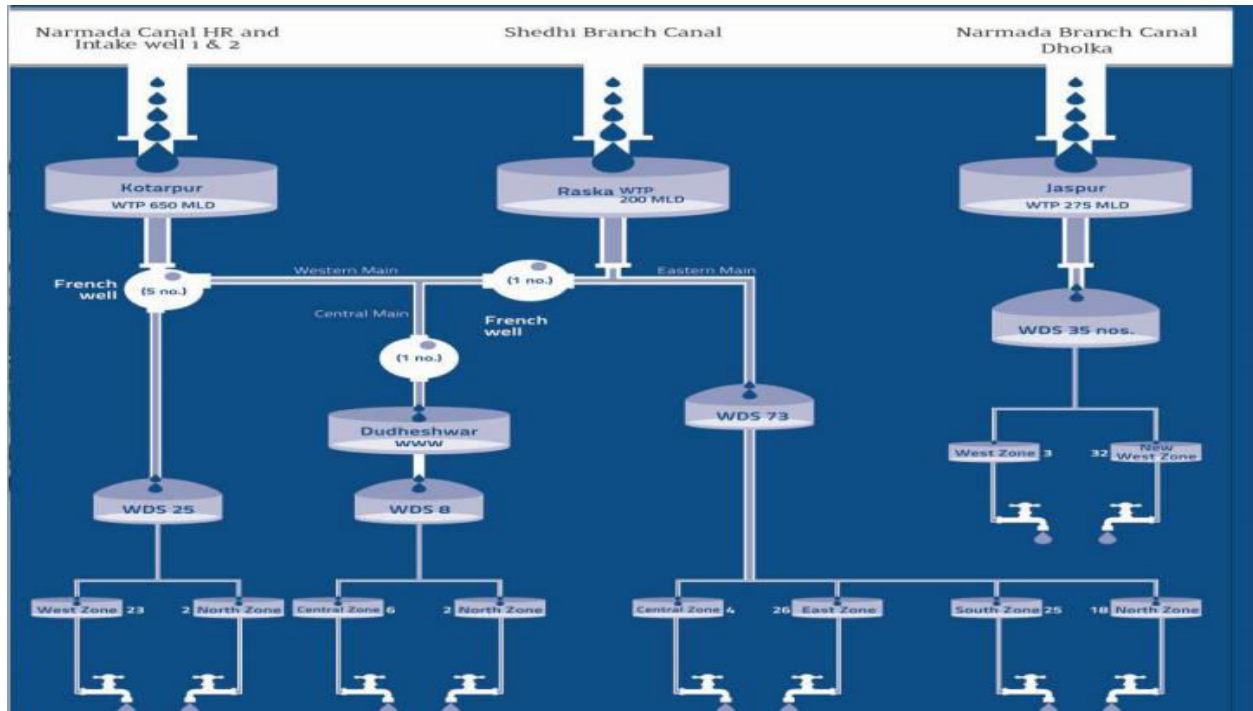 Narmada Canal HR and
Intake well 1 & 2
Shedhi Branch Canal
Narmada Branch Canal
Dholka
Kotarpur
WTP 650 MLD
Raska WTP
200 MLD
Jaspur
WTP 275 MLD
French
well
(5 no.)
Western Main
(1 no.)
Eastern Main
Central Main
French
well
(1 no.)
WDS 35 nos.
Dudheshwar
WWW
WDS 73
West Zone 3
32 New
West Zone
WDS 25
WDS 8
West Zone 23
2 North Zone
Central Zone 6
2 North Zone
Central Zone 4
26 East Zone
South Zone 25
18 North Zone